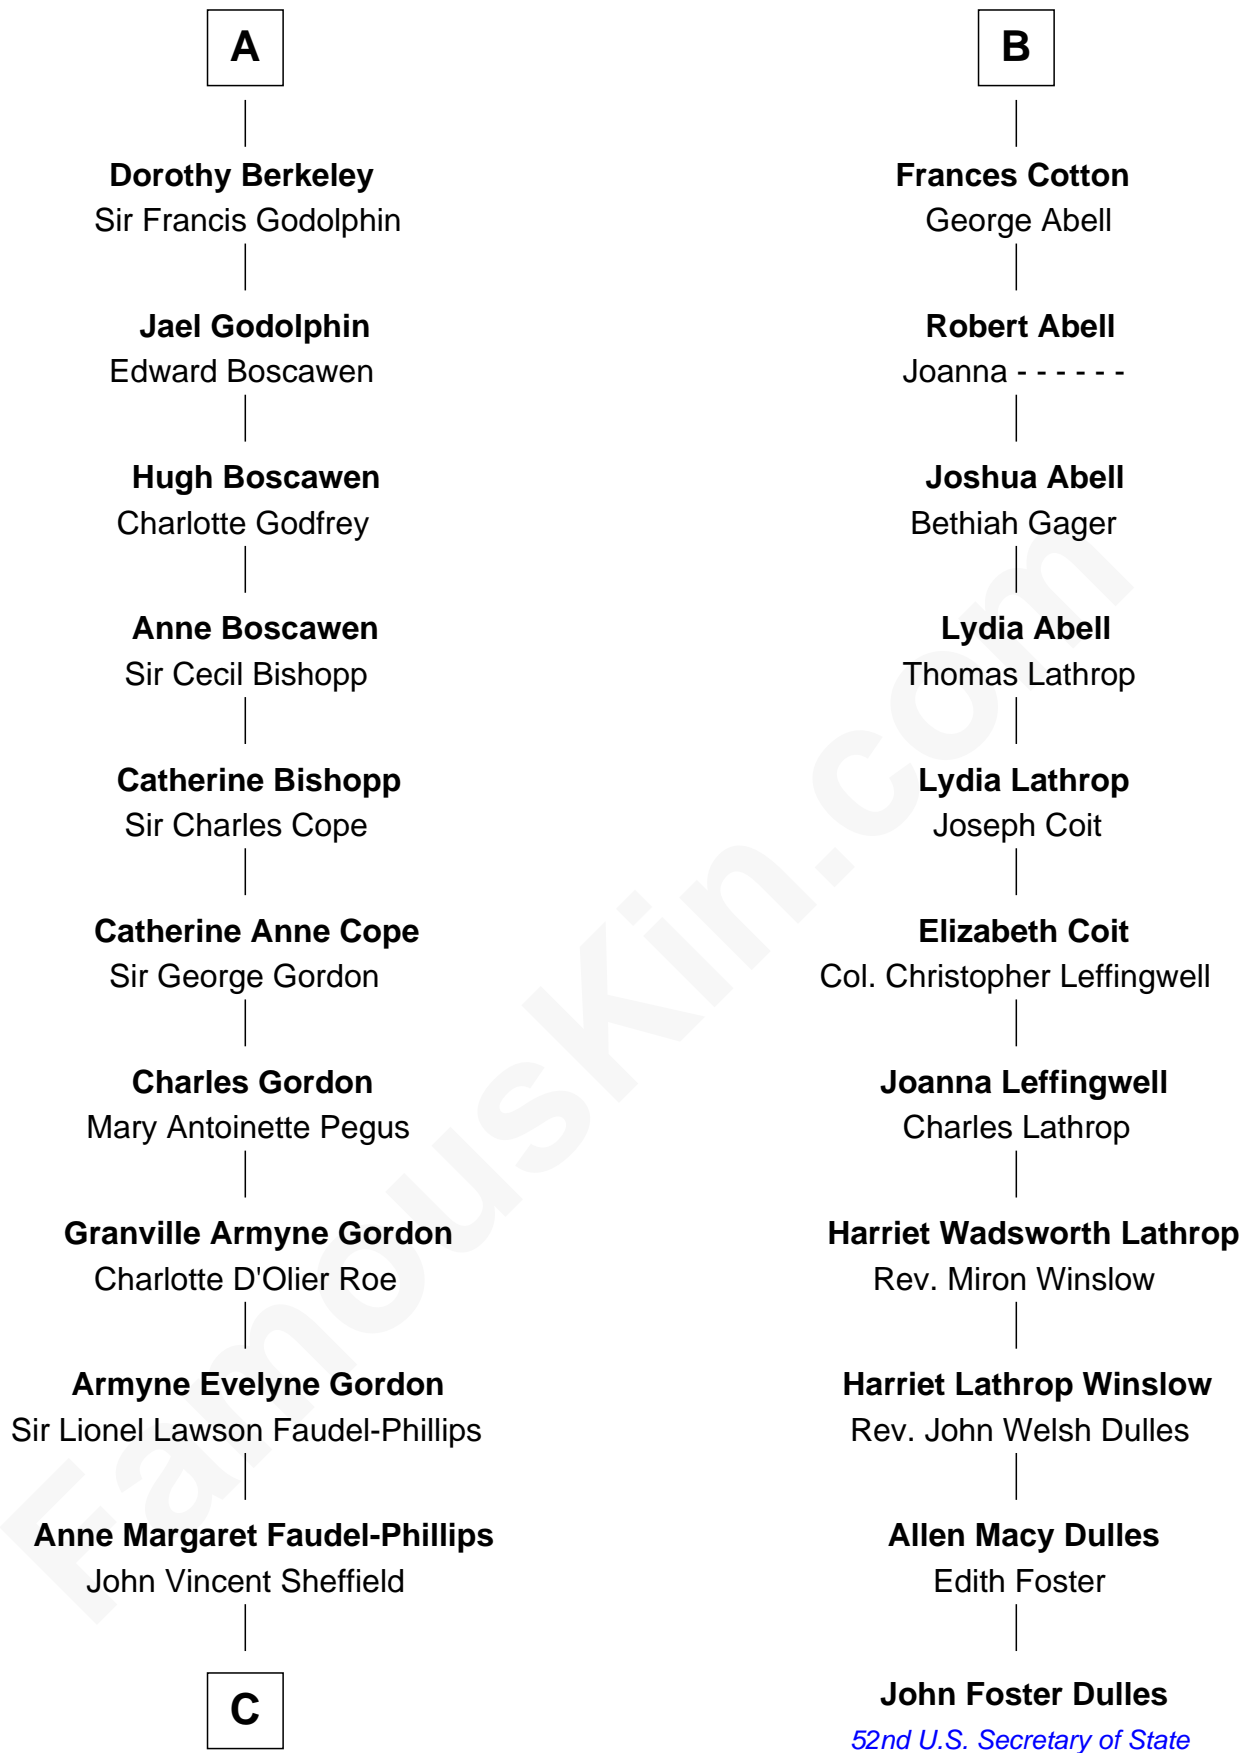 A
Dorothy Berkeley
Sir Francis Godolphin
Jael Godolphin
Edward Boscawen
Hugh Boscawen
Charlotte Godfrey
Anne Boscawen
Sir Cecil Bishopp
Catherine Bishopp
Sir Charles Cope
Catherine Anne Cope
Sir George Gordon
Charles Gordon
Mary Antoinette Pegus
Granville Armyne Gordon
Charlotte D'Olier Roe
Armyne Evelyne Gordon
Sir Lionel Lawson Faudel-Phillips
Anne Margaret Faudel-Phillips
John Vincent Sheffield
C
B
Frances Cotton
George Abell
Robert Abell
Joanna - - - - - -
Joshua Abell
Bethiah Gager
Lydia Abell
Thomas Lathrop
Lydia Lathrop
Joseph Coit
Elizabeth Coit
Col. Christopher Leffingwell
Joanna Leffingwell
Charles Lathrop
Harriet Wadsworth Lathrop
Rev. Miron Winslow
Harriet Lathrop Winslow
Rev. John Welsh Dulles
Allen Macy Dulles
Edith Foster
John Foster Dulles
52nd U.S. Secretary of State
FamousKin.com